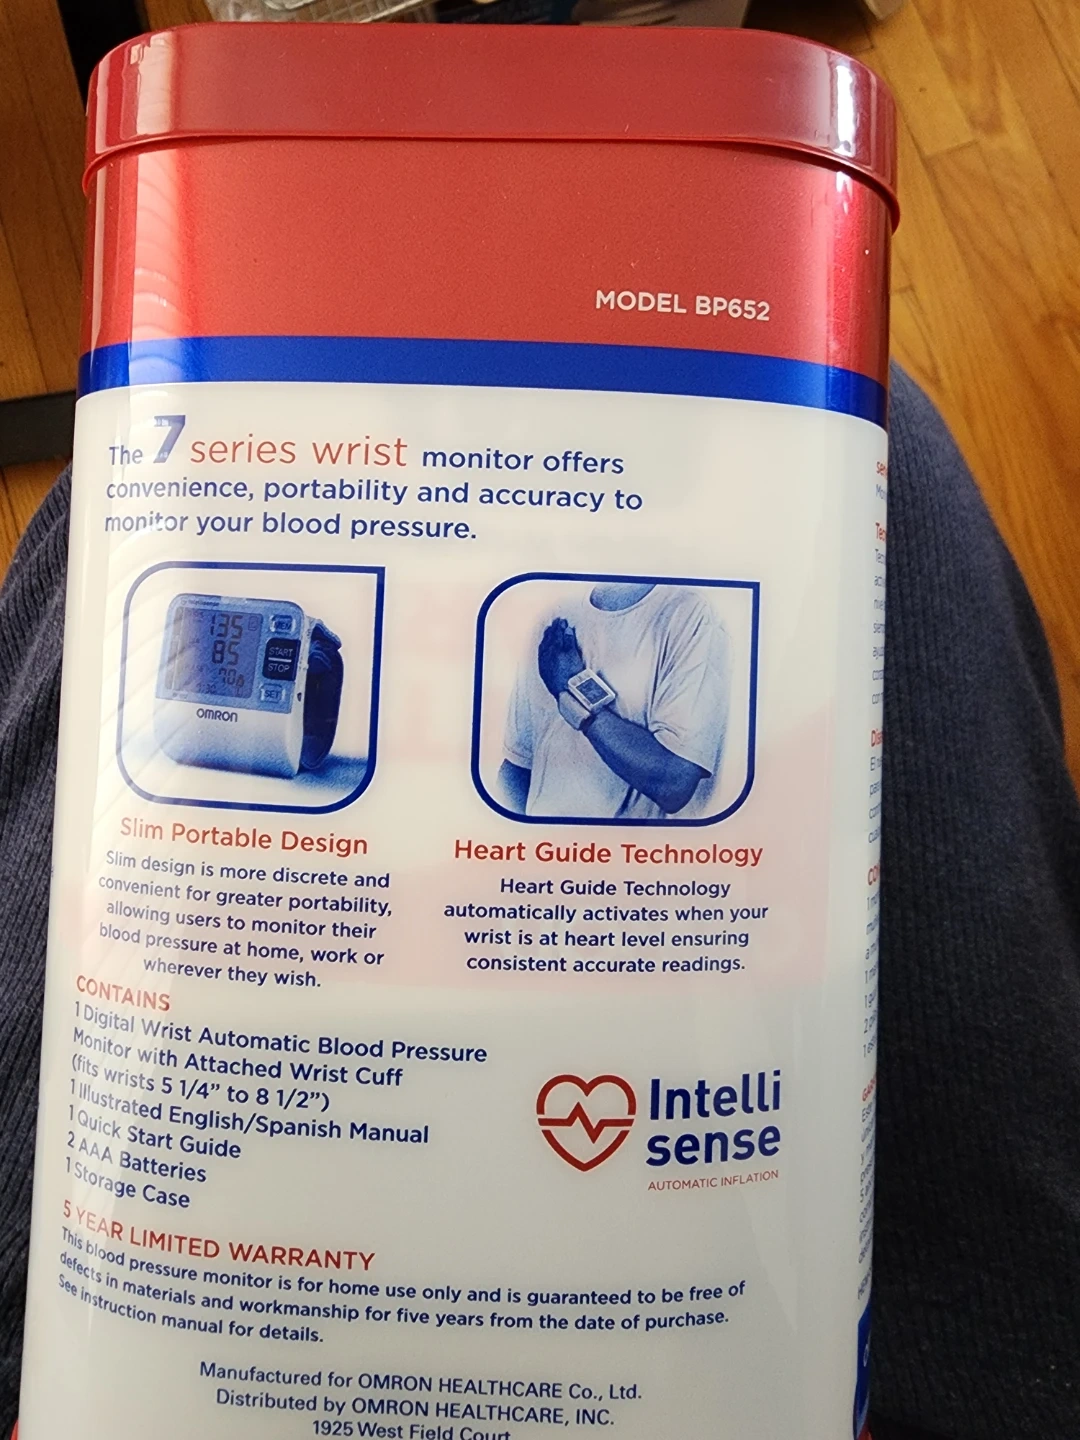 MODEL BP652
The 7 series wrist monitor offers
convenience, portability and accuracy to
monitor your blood pressure.
135
85
START
STOP
SET
OMRON
Slim Portable Design
Slim design is more discrete and
convenient for greater portability,
allowing users to monitor their
blood pressure at home, work or
wherever they wish.
Heart Guide Technology
Heart Guide Technology
automatically activates when your
wrist is at heart level ensuring
consistent accurate readings.
CONTAINS
1 Digital Wrist Automatic Blood Pressure
Monitor with Attached Wrist Cuff
(fits wrists 5 1/4” to 8 1/2”)
1 Illustrated English/Spanish Manual
1 Quick Start Guide
2 AAA Batteries
1 Storage Case
Intelli
sense
AUTOMATIC INFLATION
5 YEAR LIMITED WARRANTY
This blood pressure monitor is for home use only and is guaranteed to be free of
defects in materials and workmanship for five years from the date of purchase.
See instruction manual for details.
Manufactured for OMRON HEALTHCARE Co., Ltd.
Distributed by OMRON HEALTHCARE, INC.
1925 West Field Court